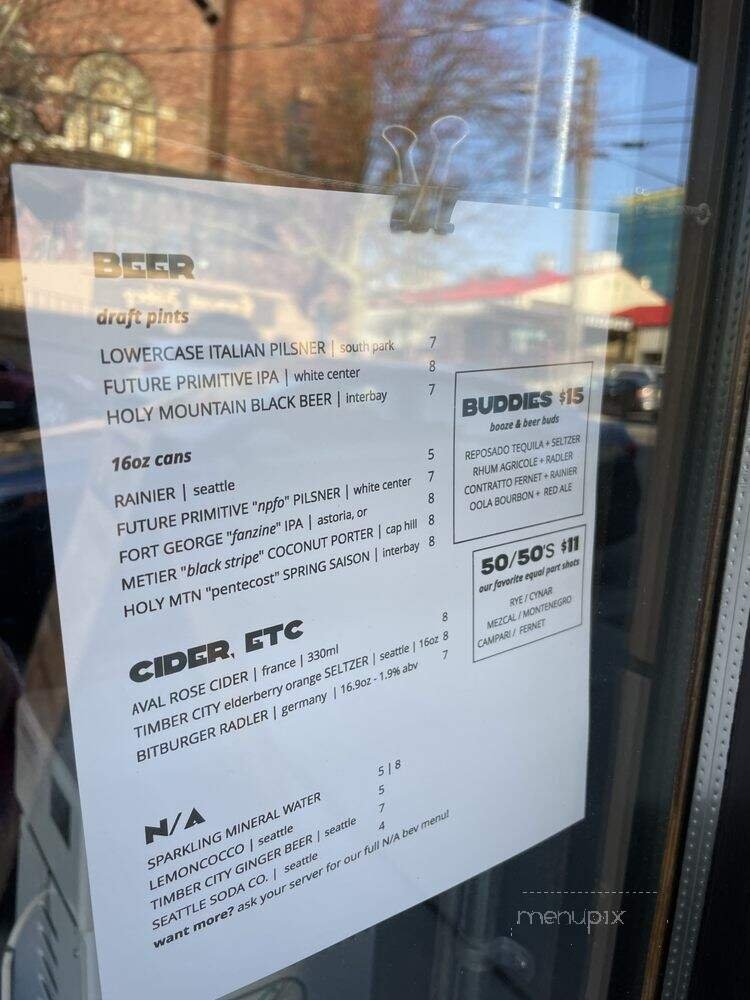 BEER
draft pints
LOWERCASE ITALIAN PILSNER | south park 7
FUTURE PRIMITIVE IPA | white center 8
HOLY MOUNTAIN BLACK BEER | interbay 7
16oz cans
RAINIER | seattle 5
FUTURE PRIMITIVE "npfo" PILSNER | white center 7
FORT GEORGE "fanzine" IPA | astoria, or 8
METIER "black stripe" COCONUT PORTER | cap hill 8
HOLY MTN "pentecost" SPRING SAISON | interbay 8
CIDER, ETC
AVAL ROSE CIDER | france | 330ml 8
TIMBER CITY elderberry orange SELTZER | seattle | 16oz 8
BITBURGER RADLER | germany | 16.9oz - 1.9% abv 7
N/A
SPARKLING MINERAL WATER 5 | 8
LEMONCOCCO | seattle 5
TIMBER CITY GINGER BEER | seattle 7
SEATTLE SODA CO. | seattle 4
want more? ask your server for our full N/A bev menu!
BUDDIES $15
booze & beer buds
REPOSADO TEQUILA + SELTZER
RHUM AGRICOLE + RADLER
CONTRATTO FERNET + RAINIER
OOLA BOURBON + RED ALE
50/50'S $11
our favorite equal part shots
RYE / CYNAR
MEZCAL / MONTENEGRO
CAMPARI / FERNET
menupix